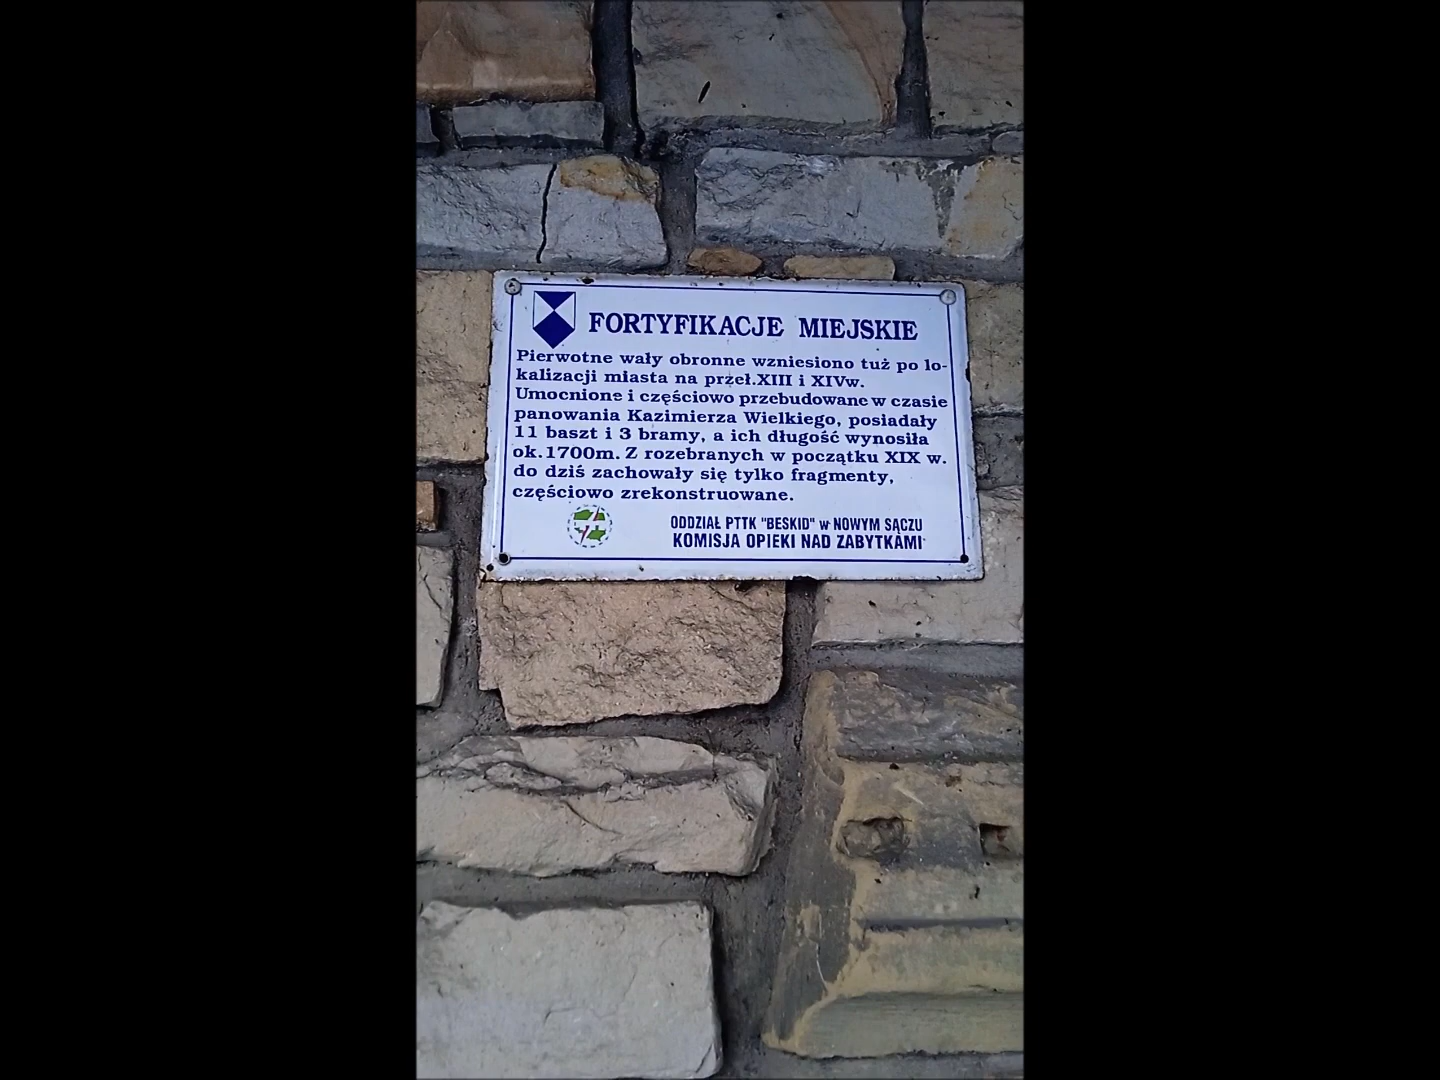 FORTYFIKACJE MIEJSKIE
Pierwotne wały obronne wzniesiono tuż po lo-
kalizacji miasta na przeł.XIII i XIVw.
Umocnione i częściowo przebudowane w czasie
panowania Kazimierza Wielkiego, posiadały
11 baszt i 3 bramy, a ich długość wynosiła
ok.1700m. Z rozebranych w początku XIX w.
do dziś zachowały się tylko fragmenty,
częściowo zrekonstruowane.
ODDZIAŁ PTTK "BESKID" w NOWYM SĄCZU
KOMISJA OPIEKI NAD ZABYTKAMI